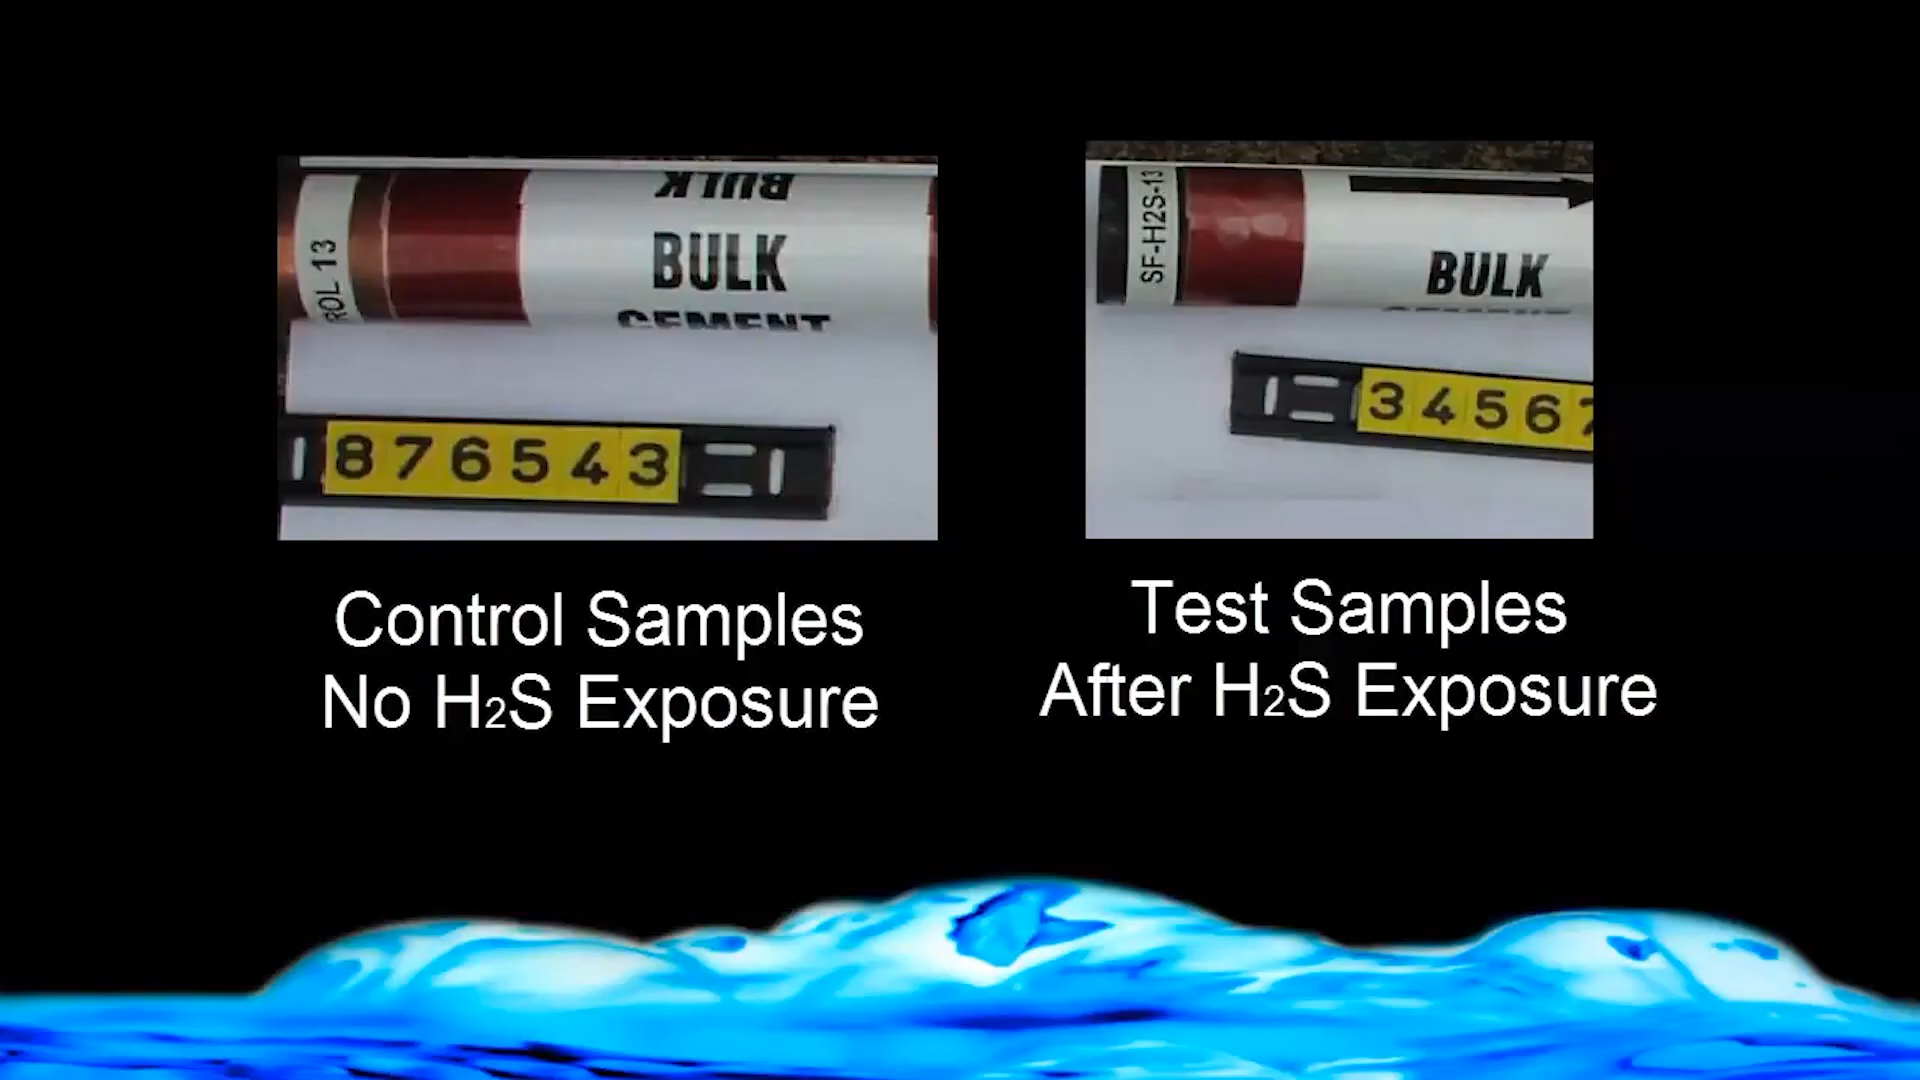 BULK
BULK
CEMENT
ROL 13
876543
Control Samples
No H₂S Exposure
SF-H2S-13
BULK
34567
Test Samples
After H₂S Exposure